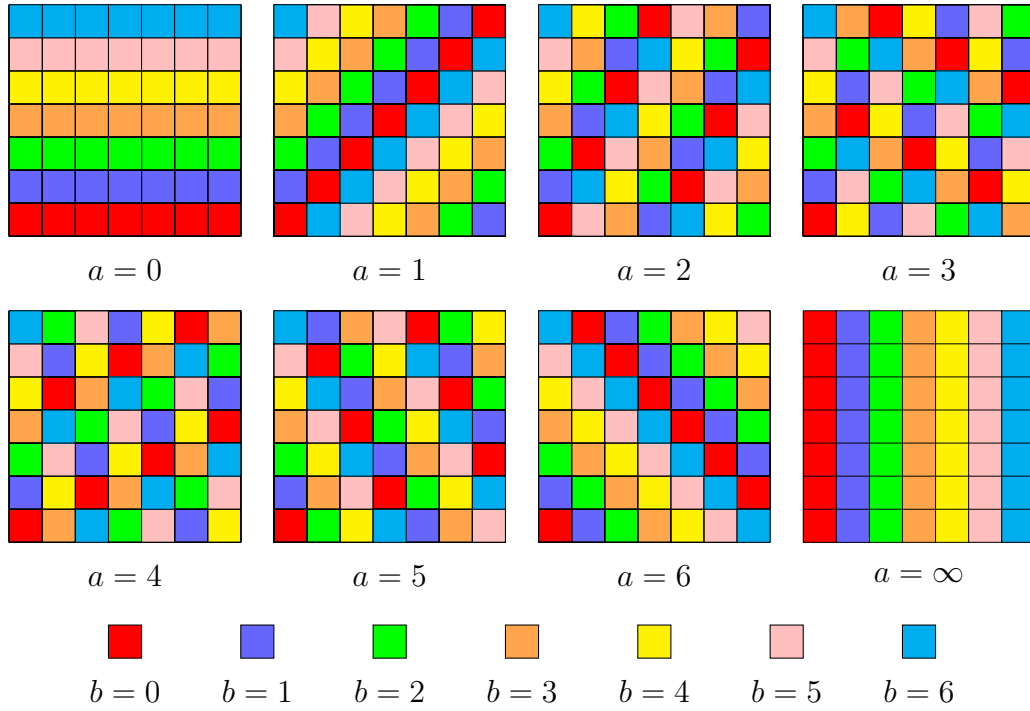 a = 0 a = 1 a = 2 a = 3
a = 4 a = 5 a = 6 a = ∞
b = 0 b = 1 b = 2 b = 3 b = 4 b = 5 b = 6